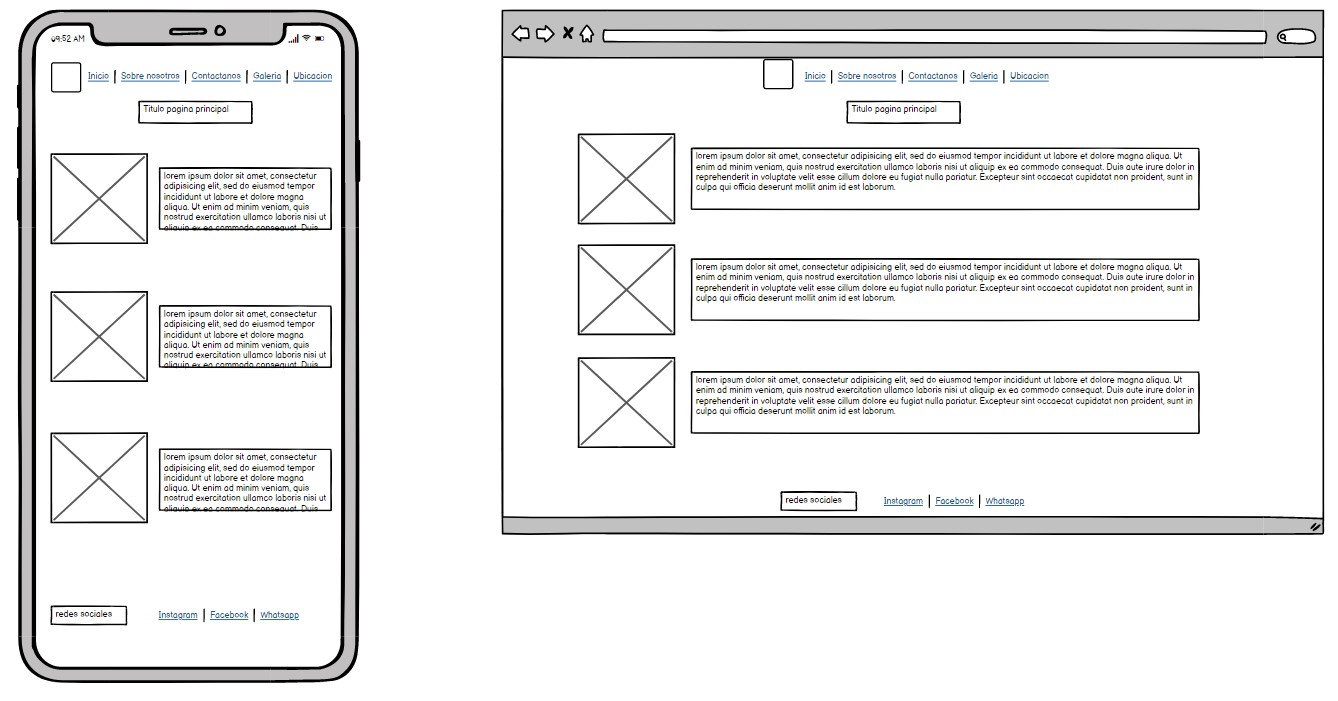 09:52 AM
Inicio | Sobre nosotros | Contactanos | Galeria | Ubicacion
Titulo pagina principal
lorem ipsum dolor sit amet, consectetur
adipisicing elit, sed do eiusmod tempor
incididunt ut labore et dolore magna
aliqua. Ut enim ad minim veniam, quis
nostrud exercitation ullamco laboris nisi ut
aliquip ex ea commodo consequat. Duis
lorem ipsum dolor sit amet, consectetur
adipisicing elit, sed do eiusmod tempor
incididunt ut labore et dolore magna
aliqua. Ut enim ad minim veniam, quis
nostrud exercitation ullamco laboris nisi ut
aliquip ex ea commodo consequat. Duis
lorem ipsum dolor sit amet, consectetur
adipisicing elit, sed do eiusmod tempor
incididunt ut labore et dolore magna
aliqua. Ut enim ad minim veniam, quis
nostrud exercitation ullamco laboris nisi ut
aliquip ex ea commodo consequat. Duis
redes sociales
Instagram | Facebook | Whatsapp
Inicio | Sobre nosotros | Contactanos | Galeria | Ubicacion
Titulo pagina principal
lorem ipsum dolor sit amet, consectetur adipisicing elit, sed do eiusmod tempor incididunt ut labore et dolore magna aliqua. Ut
enim ad minim veniam, quis nostrud exercitation ullamco laboris nisi ut aliquip ex ea commodo consequat. Duis aute irure dolor in
reprehenderit in voluptate velit esse cillum dolore eu fugiat nulla pariatur. Excepteur sint occaecat cupidatat non proident, sunt in
culpa qui officia deserunt mollit anim id est laborum.
lorem ipsum dolor sit amet, consectetur adipisicing elit, sed do eiusmod tempor incididunt ut labore et dolore magna aliqua. Ut
enim ad minim veniam, quis nostrud exercitation ullamco laboris nisi ut aliquip ex ea commodo consequat. Duis aute irure dolor in
reprehenderit in voluptate velit esse cillum dolore eu fugiat nulla pariatur. Excepteur sint occaecat cupidatat non proident, sunt in
culpa qui officia deserunt mollit anim id est laborum.
lorem ipsum dolor sit amet, consectetur adipisicing elit, sed do eiusmod tempor incididunt ut labore et dolore magna aliqua. Ut
enim ad minim veniam, quis nostrud exercitation ullamco laboris nisi ut aliquip ex ea commodo consequat. Duis aute irure dolor in
reprehenderit in voluptate velit esse cillum dolore eu fugiat nulla pariatur. Excepteur sint occaecat cupidatat non proident, sunt in
culpa qui officia deserunt mollit anim id est laborum.
redes sociales
Instagram | Facebook | Whatsapp